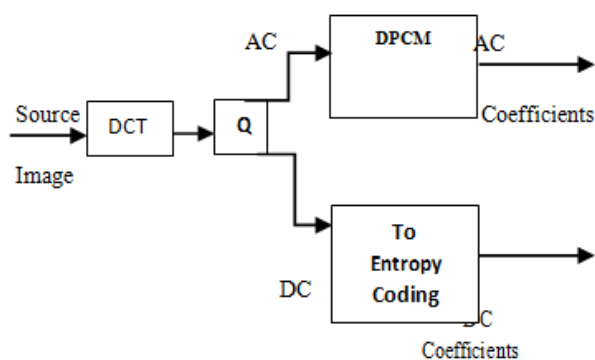 Source
Image
DCT
Q
AC
DPCM
AC
Coefficients
DC
To
Entropy
Coding
DC
Coefficients